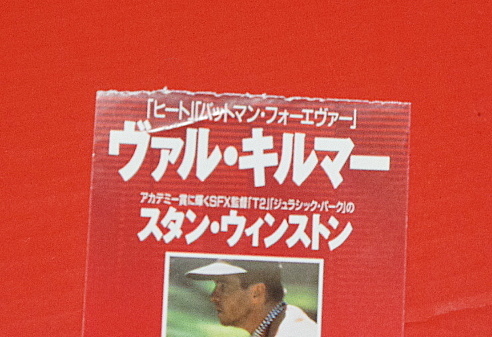 「ヒート」「バットマン・フォーエヴァー」
ヴァル・キルマー
アカデミー賞に輝くSFX監督「T2」「ジュラシック・パーク」の
スタン・ウィンストン